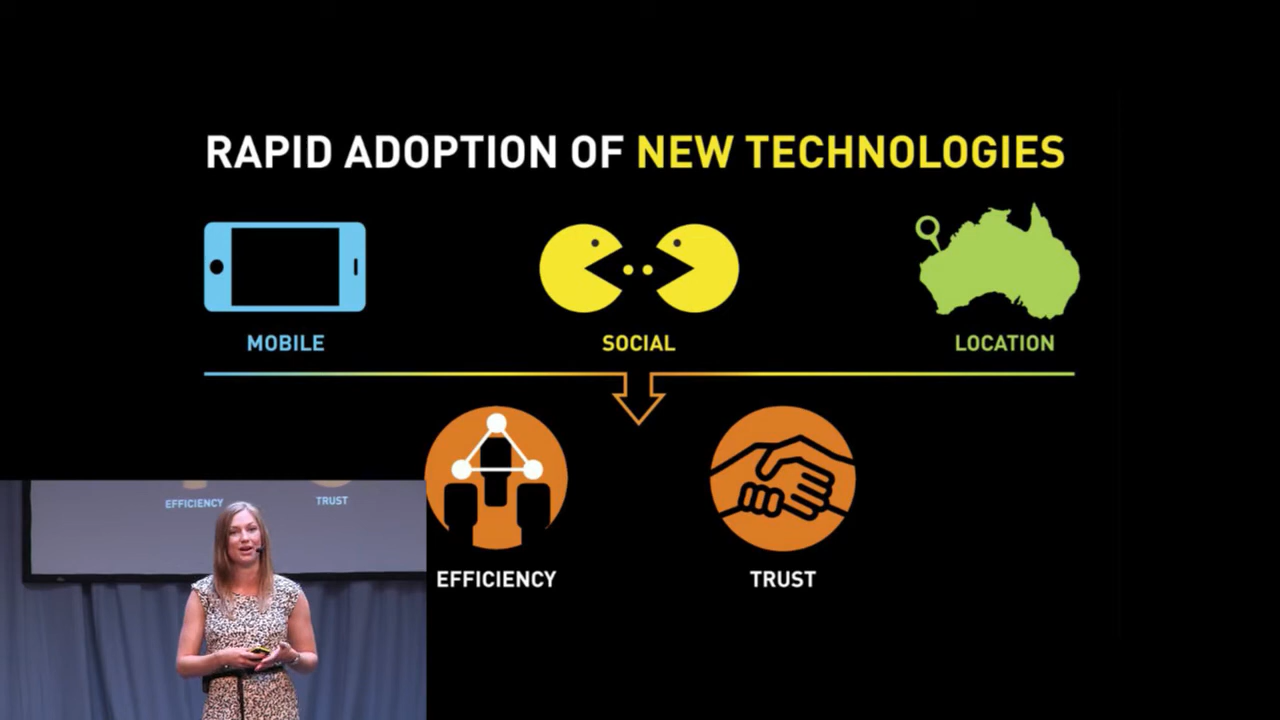 RAPID ADOPTION OF NEW TECHNOLOGIES
MOBILE
SOCIAL
LOCATION
EFFICIENCY
TRUST
EFFICIENCY
TRUST